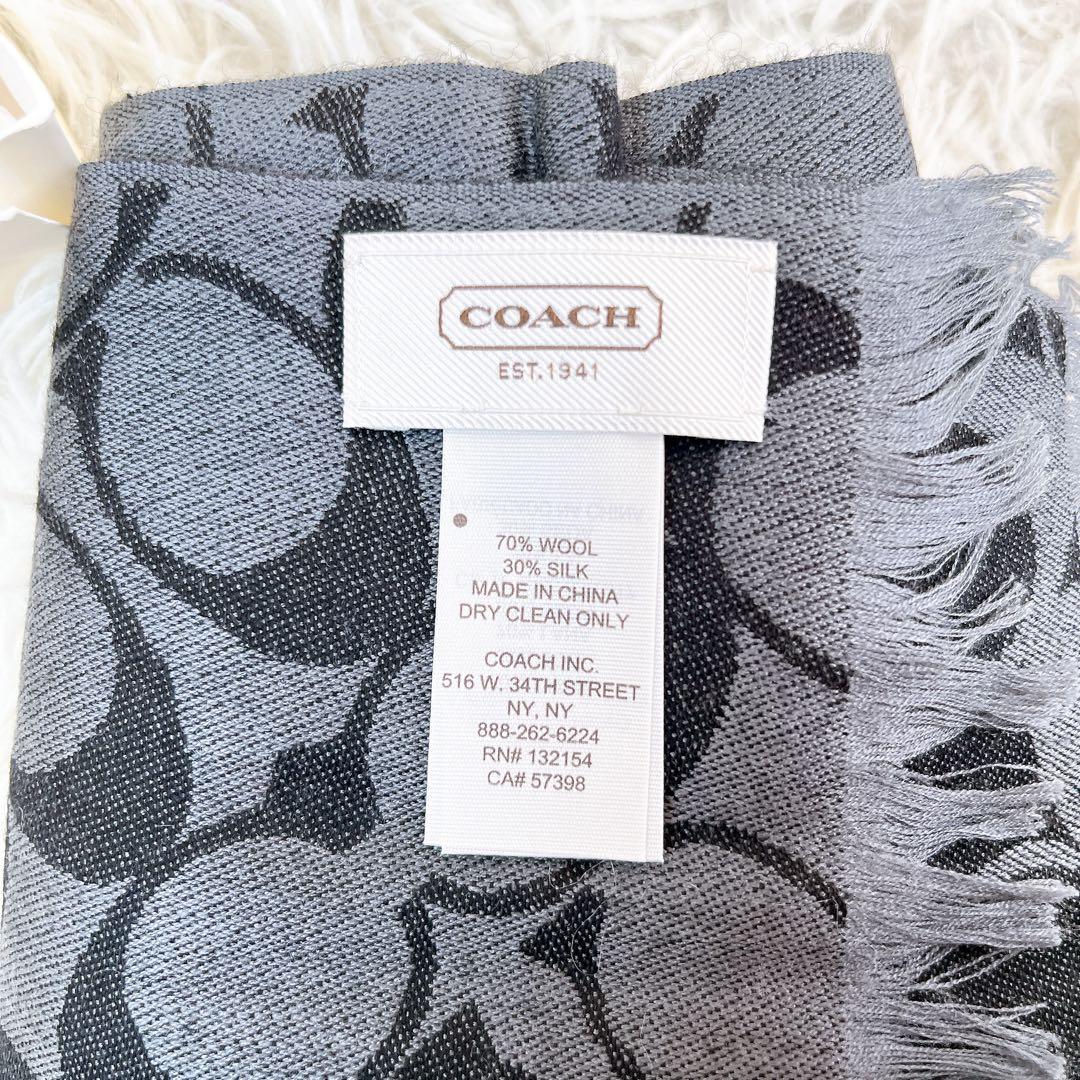 COACH
EST.1941
70% WOOL
30% SILK
MADE IN CHINA
DRY CLEAN ONLY
COACH INC.
516 W. 34TH STREET
NY, NY
888-262-6224
RN# 132154
CA# 57398